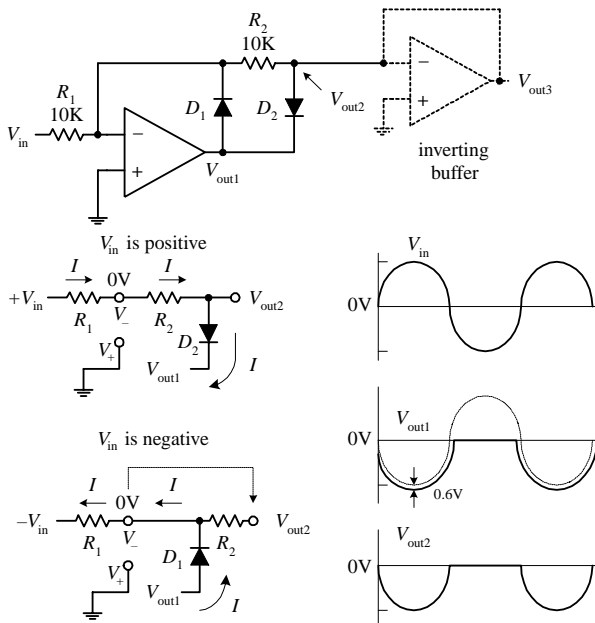 R2
10K
R1
10K
Vin
−
+
D1
D2
Vout1
Vout2
−
+
Vout3
inverting
buffer
Vin is positive
I
I
0V
+Vin
R1
V−
R2
Vout2
D2
V+
Vout1
I
Vin is negative
I
0V
I
−Vin
R1
V−
R2
Vout2
D1
V+
Vout1
I
Vin
0V
Vout1
0V
0.6V
Vout2
0V